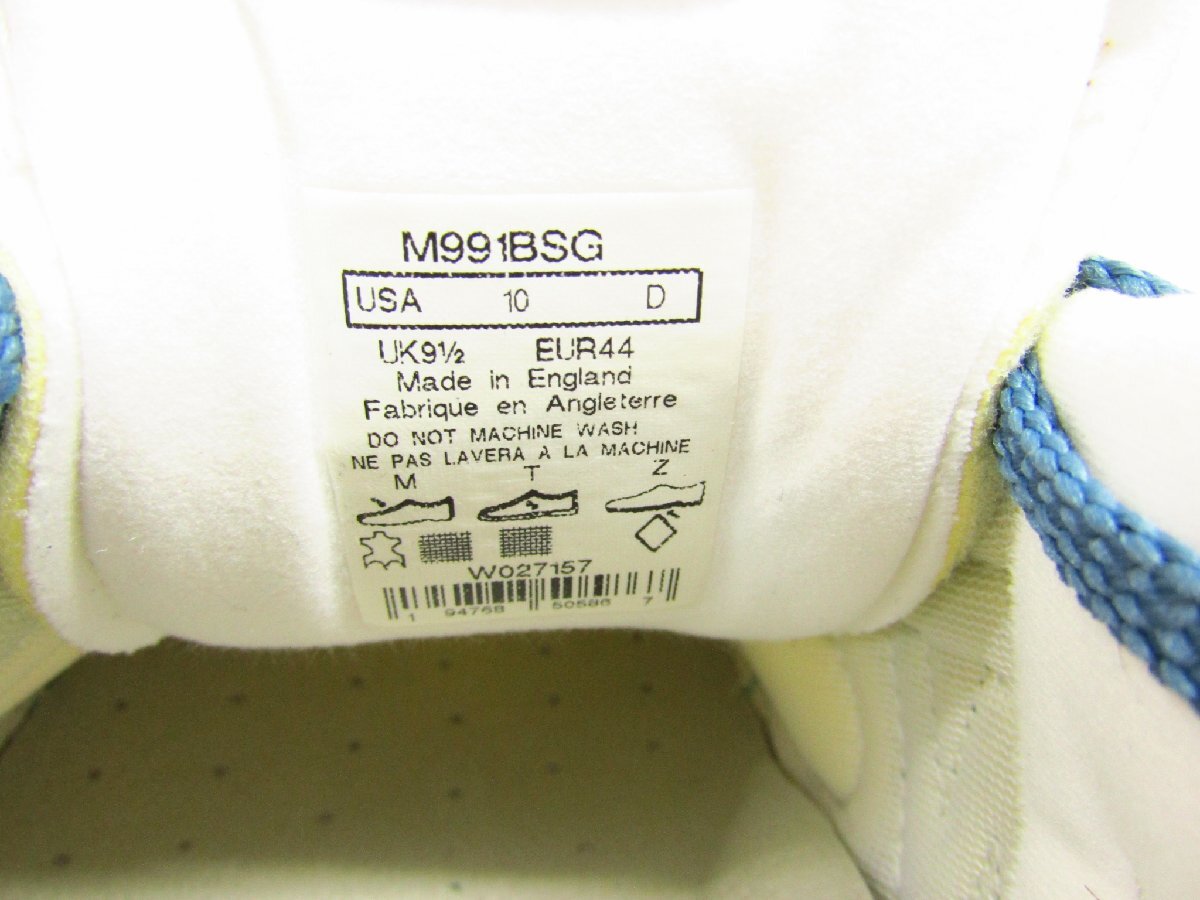 M991BSG
USA 10 D
UK9½ EUR44
Made in England
Fabrique en Angleterre
DO NOT MACHINE WASH
NE PAS LAVERA À LA MACHINE
M T Z
W027157
1 94768 50586 7